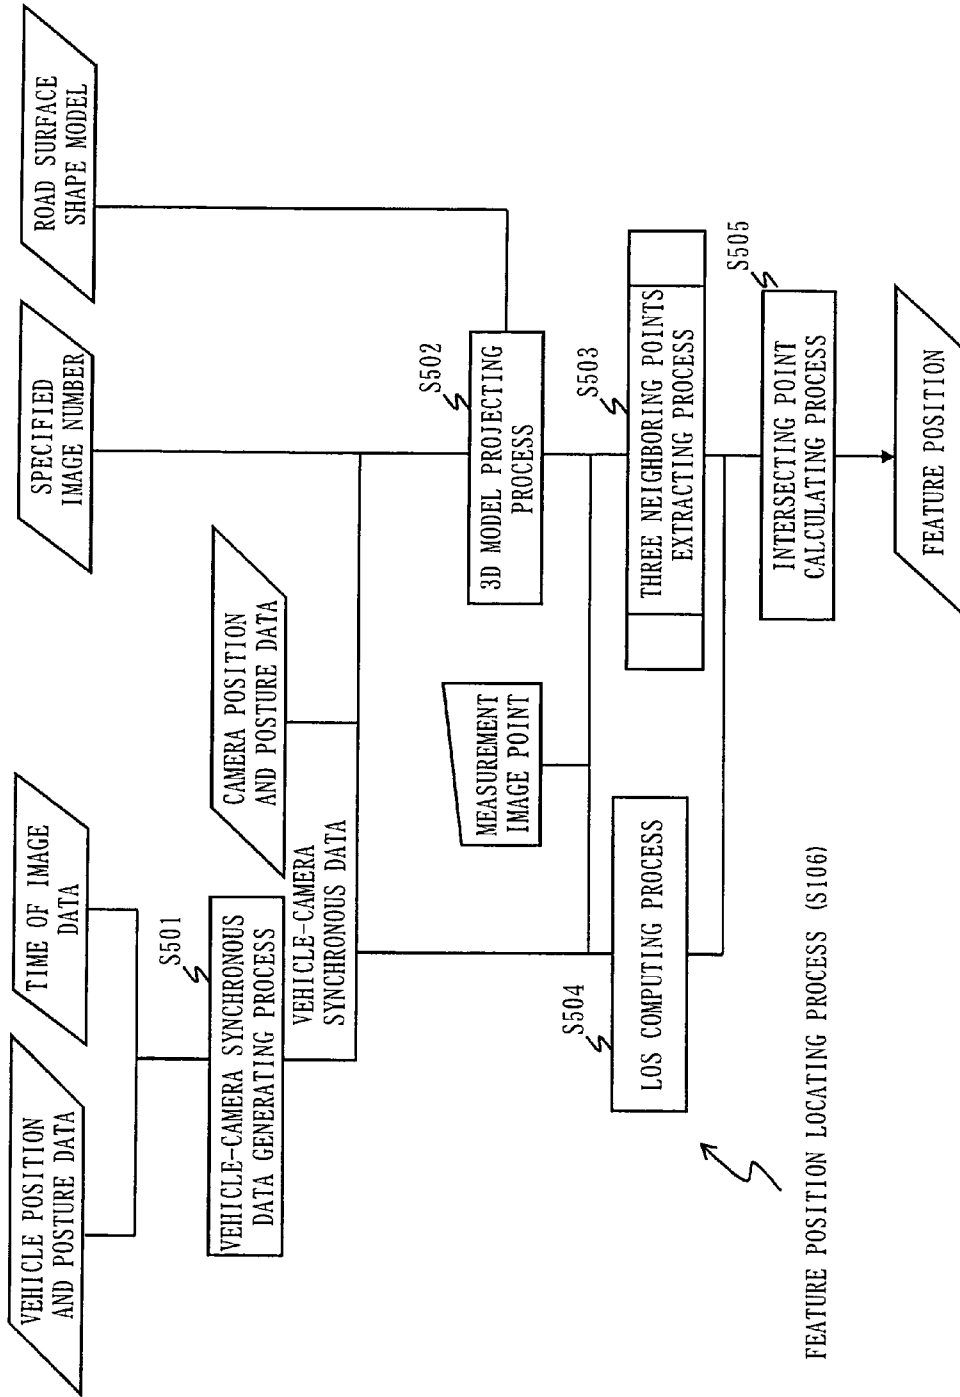 VEHICLE POSITION
AND POSTURE DATA
TIME OF IMAGE
DATA
SPECIFIED
IMAGE NUMBER
ROAD SURFACE
SHAPE MODEL
S501
VEHICLE-CAMERA SYNCHRONOUS
DATA GENERATING PROCESS
CAMERA POSITION
AND POSTURE DATA
VEHICLE-CAMERA
SYNCHRONOUS DATA
S502
3D MODEL PROJECTING
PROCESS
MEASUREMENT
IMAGE POINT
S503
THREE NEIGHBORING POINTS
EXTRACTING PROCESS
S504
LOS COMPUTING PROCESS
S505
INTERSECTING POINT
CALCULATING PROCESS
FEATURE POSITION
FEATURE POSITION LOCATING PROCESS (S106)